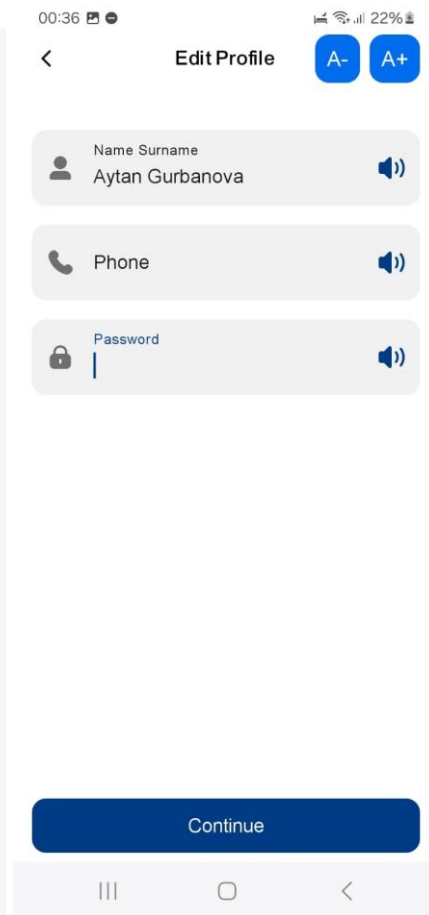 00:36
22%
Edit Profile
A-
A+
Name Surname
Aytan Gurbanova
Phone
Password
Continue